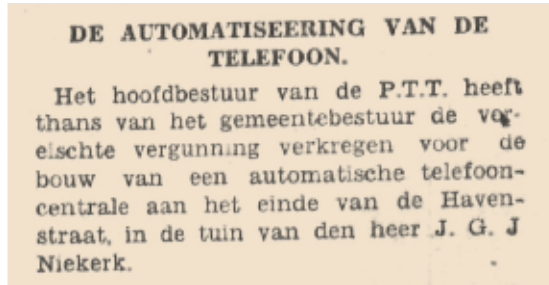 DE AUTOMATISEERING VAN DE
TELEFOON.
Het hoofdbestuur van de P.T.T. heeft
thans van het gemeentebestuur de ver-
eischte vergunning verkregen voor de
bouw van een automatische telefoon-
centrale aan het einde van de Haven-
straat, in de tuin van den heer J. G. J
Niekerk.